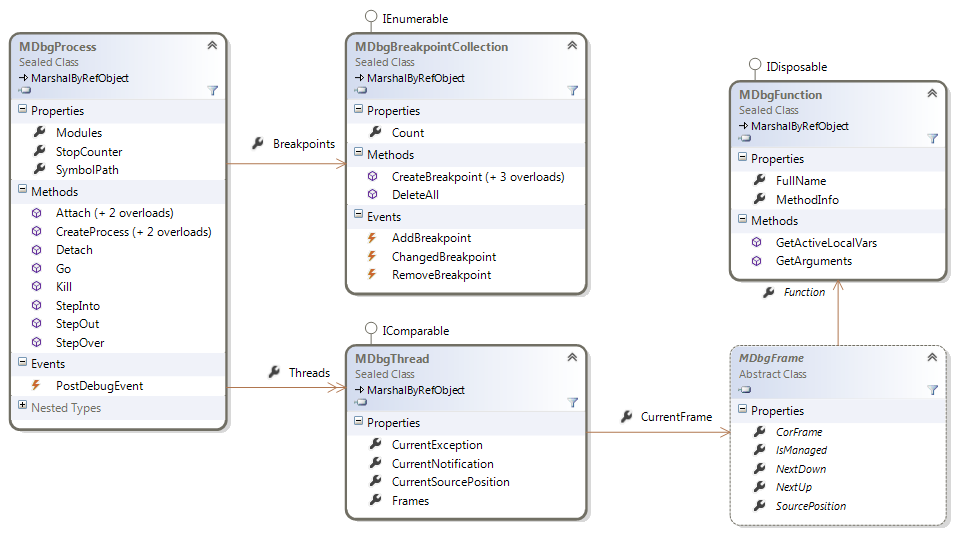 MDbgProcess
Sealed Class
MarshalByRefObject
Properties
Modules
StopCounter
SymbolPath
Methods
Attach (+ 2 overloads)
CreateProcess (+ 2 overloads)
Detach
Go
Kill
StepInto
StepOut
StepOver
Events
PostDebugEvent
Nested Types
Breakpoints
Threads
IEnumerable
MDbgBreakpointCollection
Sealed Class
MarshalByRefObject
Properties
Count
Methods
CreateBreakpoint (+ 3 overloads)
DeleteAll
Events
AddBreakpoint
ChangedBreakpoint
RemoveBreakpoint
IComparable
MDbgThread
Sealed Class
MarshalByRefObject
Properties
CurrentException
CurrentNotification
CurrentSourcePosition
Frames
CurrentFrame
IDisposable
MDbgFunction
Sealed Class
MarshalByRefObject
Properties
FullName
MethodInfo
Methods
GetActiveLocalVars
GetArguments
Function
MDbgFrame
Abstract Class
Properties
CorFrame
IsManaged
NextDown
NextUp
SourcePosition